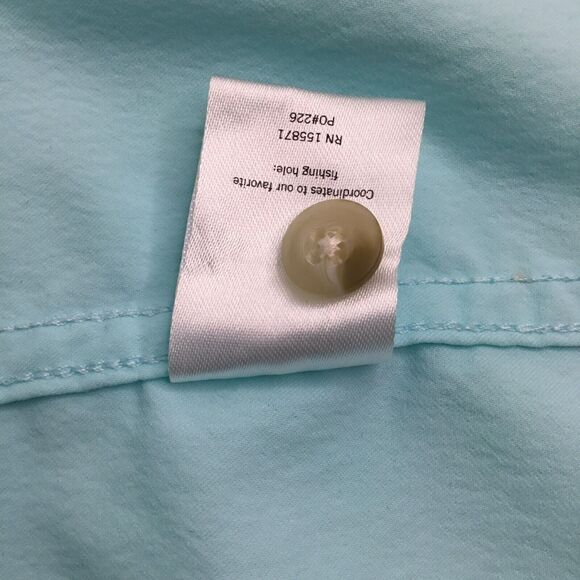 Coordinates to our favorite
fishing hole:
RN 155871
PO#226